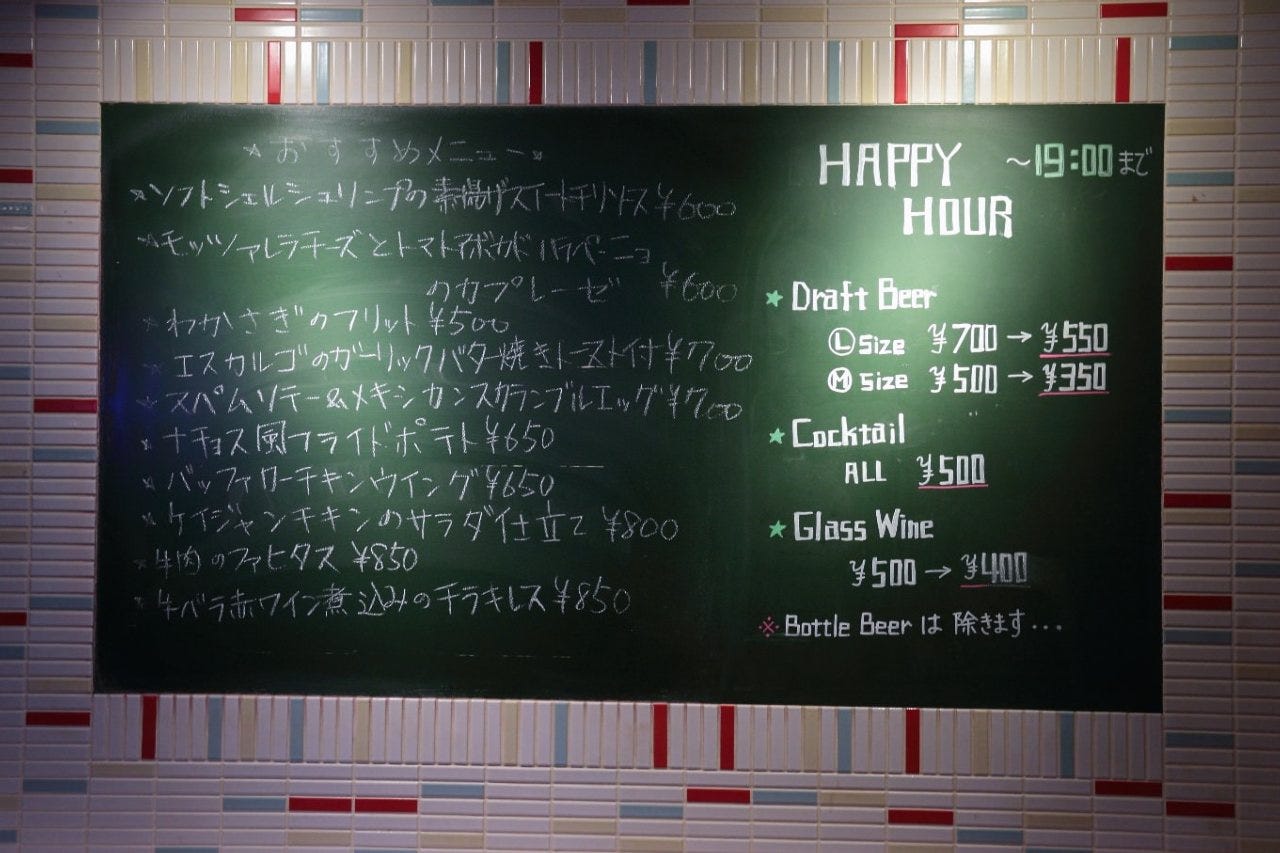 ★おすすめメニュー★
★ソフトシェルシュリンプの素揚げスイートチリソース ¥600
★モッツァレラチーズとトマトアボカドハラペーニョ
のカプレーゼ ¥600
★わかさぎのフリット ¥500
★エスカルゴのガーリックバター焼きトーストイナ ¥700
★スパムソテー&メキシカンスクランブルエッグ ¥700
★ナチョス風フライドポテト ¥650
★バッファローチキンウイング ¥650
★ケイジャンチキンのサラダ仕立て ¥800
★牛肉のファヒタス ¥850
★牛バラ赤ワイン煮込みのチラキレス ¥850
HAPPY ~19:00まで
HOUR
★ Draft Beer
Ⓛ Size ¥700 → ¥550
Ⓜ Size ¥500 → ¥350
★ Cocktail
ALL ¥500
★ Glass Wine
¥500 → ¥400
※ Bottle Beer は 除きます...